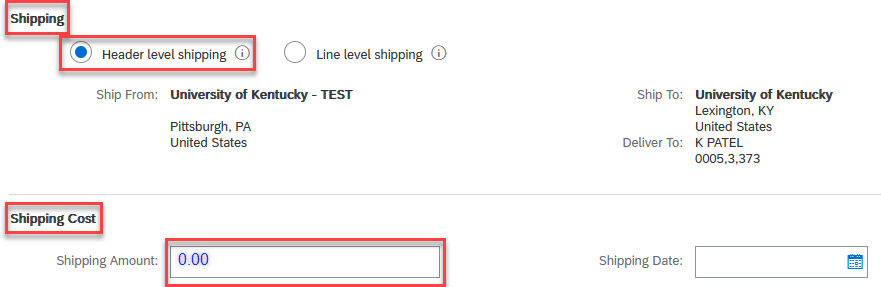 Shipping
Header level shipping Line level shipping
Ship From: University of Kentucky - TEST
Pittsburgh, PA
United States
Ship To: University of Kentucky
Lexington, KY
United States
Deliver To: K PATEL
0005,3,373
Shipping Cost
Shipping Amount: 0.00
Shipping Date: